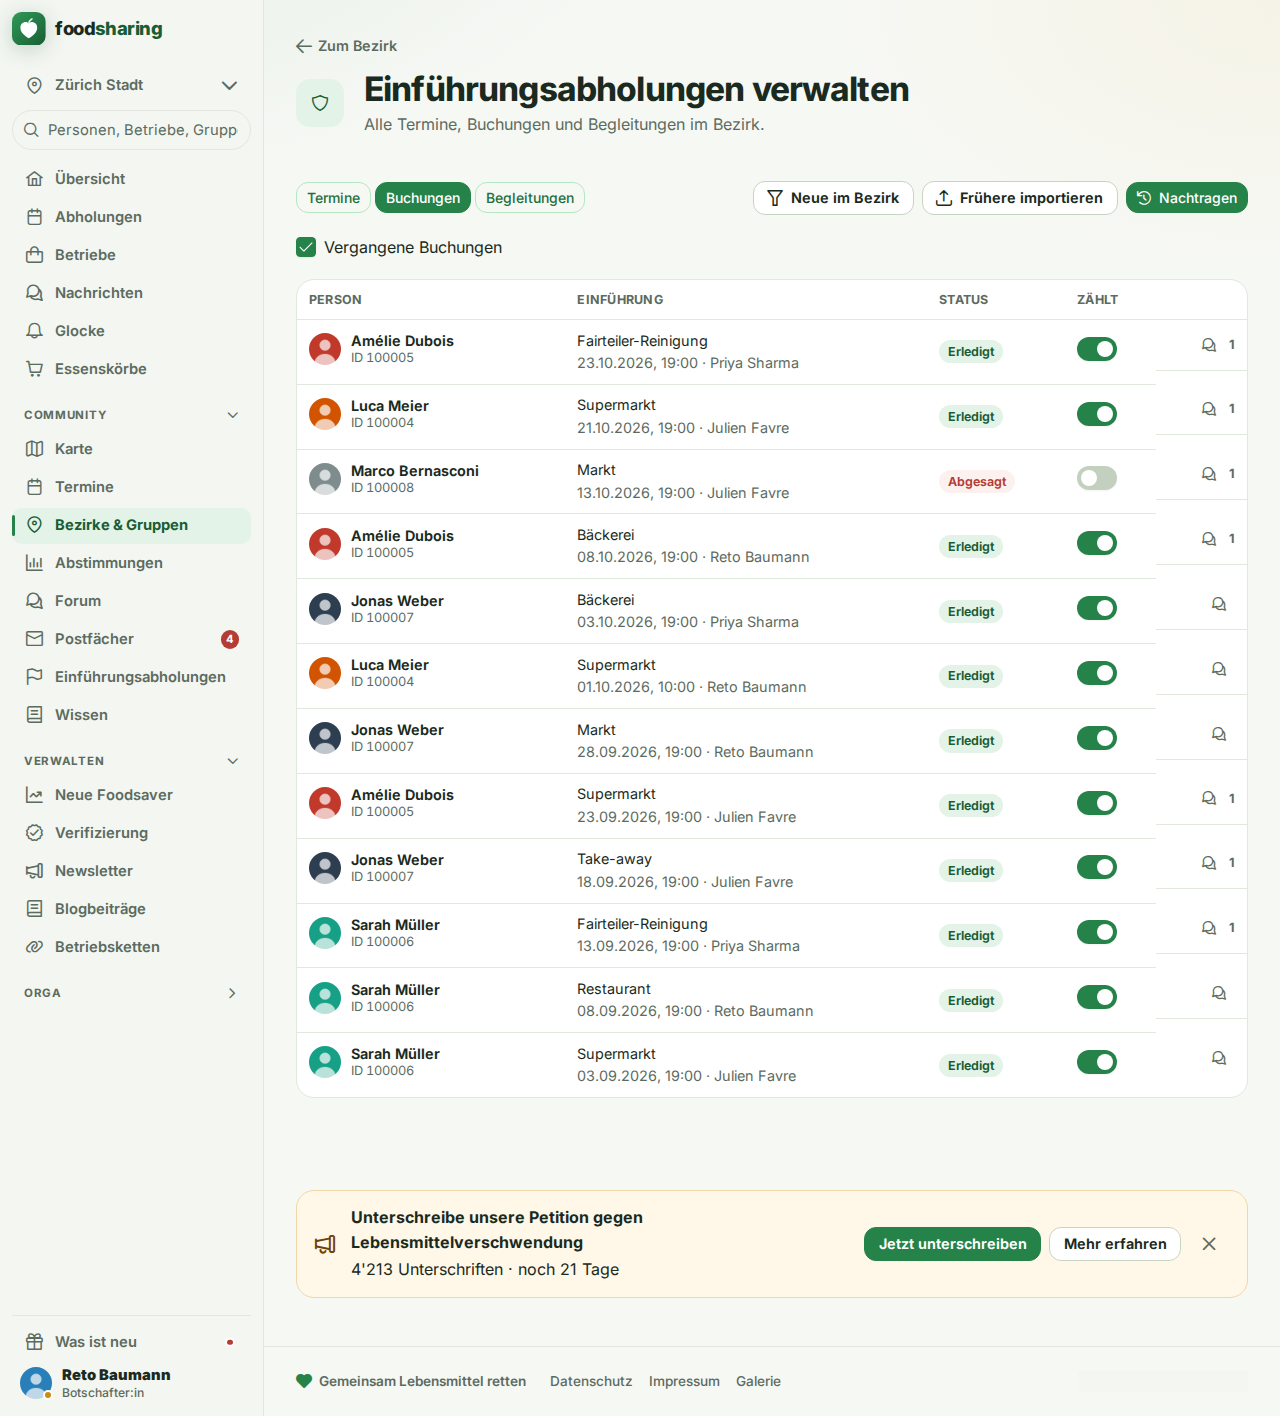 foodsharing
Zürich Stadt
Personen, Betriebe, Grupp
Übersicht
Abholungen
Betriebe
Nachrichten
Glocke
Essenskörbe
COMMUNITY
Karte
Termine
Bezirke & Gruppen
Abstimmungen
Forum
Postfächer 4
Einführungsabholungen
Wissen
VERWALTEN
Neue Foodsaver
Verifizierung
Newsletter
Blogbeiträge
Betriebsketten
ORGA
Was ist neu
Reto Baumann
Botschafter:in
Zum Bezirk
Einführungsabholungen verwalten
Alle Termine, Buchungen und Begleitungen im Bezirk.
Termine Buchungen Begleitungen Neue im Bezirk Frühere importieren Nachtragen
Vergangene Buchungen
PERSON EINFÜHRUNG STATUS ZÄHLT
Amélie Dubois Fairteiler-Reinigung Erledigt 1
ID 100005 23.10.2026, 19:00 · Priya Sharma
Luca Meier Supermarkt Erledigt 1
ID 100004 21.10.2026, 19:00 · Julien Favre
Marco Bernasconi Markt Abgesagt 1
ID 100008 13.10.2026, 19:00 · Julien Favre
Amélie Dubois Bäckerei Erledigt 1
ID 100005 08.10.2026, 19:00 · Reto Baumann
Jonas Weber Bäckerei Erledigt
ID 100007 03.10.2026, 19:00 · Priya Sharma
Luca Meier Supermarkt Erledigt
ID 100004 01.10.2026, 10:00 · Reto Baumann
Jonas Weber Markt Erledigt
ID 100007 28.09.2026, 19:00 · Reto Baumann
Amélie Dubois Supermarkt Erledigt 1
ID 100005 23.09.2026, 19:00 · Julien Favre
Jonas Weber Take-away Erledigt 1
ID 100007 18.09.2026, 19:00 · Julien Favre
Sarah Müller Fairteiler-Reinigung Erledigt 1
ID 100006 13.09.2026, 19:00 · Priya Sharma
Sarah Müller Restaurant Erledigt
ID 100006 08.09.2026, 19:00 · Reto Baumann
Sarah Müller Supermarkt Erledigt
ID 100006 03.09.2026, 19:00 · Julien Favre
Unterschreibe unsere Petition gegen
Lebensmittelverschwendung
4'213 Unterschriften · noch 21 Tage
Jetzt unterschreiben Mehr erfahren
Gemeinsam Lebensmittel retten Datenschutz Impressum Galerie